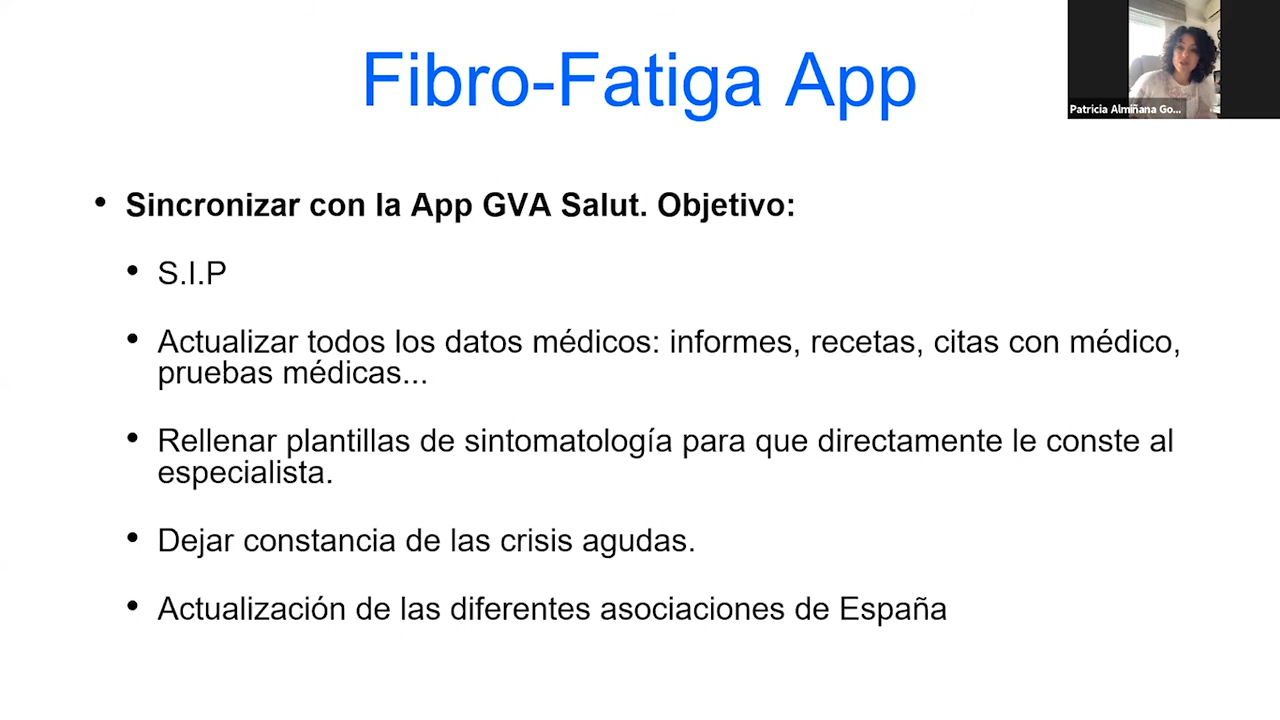 Fibro-Fatiga App
Patricia Almiñana Go...
• Sincronizar con la App GVA Salut. Objetivo:
• S.I.P
• Actualizar todos los datos médicos: informes, recetas, citas con médico,
pruebas médicas...
• Rellenar plantillas de sintomatología para que directamente le conste al
especialista.
• Dejar constancia de las crisis agudas.
• Actualización de las diferentes asociaciones de España